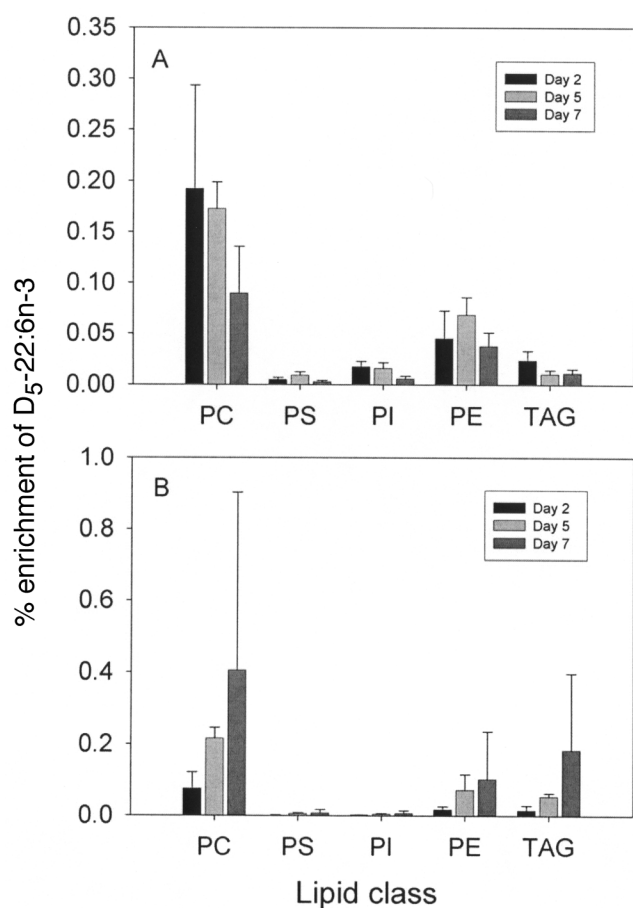 % enrichment of D5-22:6n-3
A
0.35
0.30
0.25
0.20
0.15
0.10
0.05
0.00
Day 2
Day 5
Day 7
PC PS PI PE TAG
B
1.0
0.8
0.6
0.4
0.2
0.0
Day 2
Day 5
Day 7
PC PS PI PE TAG
Lipid class